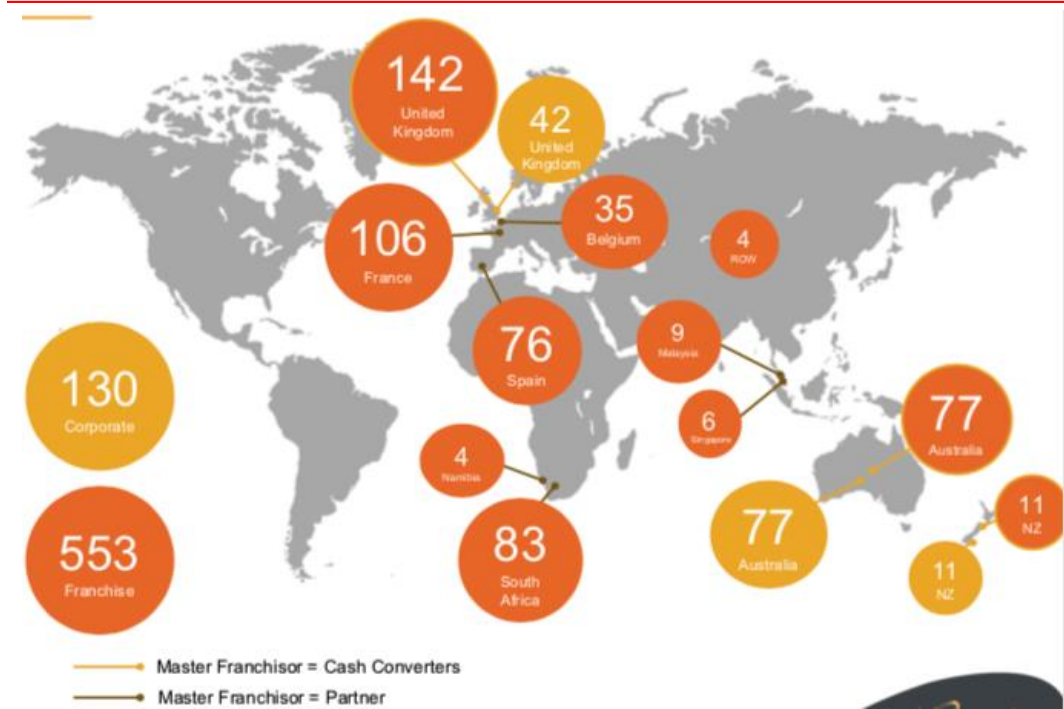 142
United
Kingdom
42
United
Kingdom
106
France
35
Belgium
4
ROW
76
Spain
9
Malaysia
6
Singapore
130
Corporate
77
Australia
4
Namibia
77
Australia
11
NZ
83
South
Africa
553
Franchise
11
NZ
Master Franchisor = Cash Converters
Master Franchisor = Partner